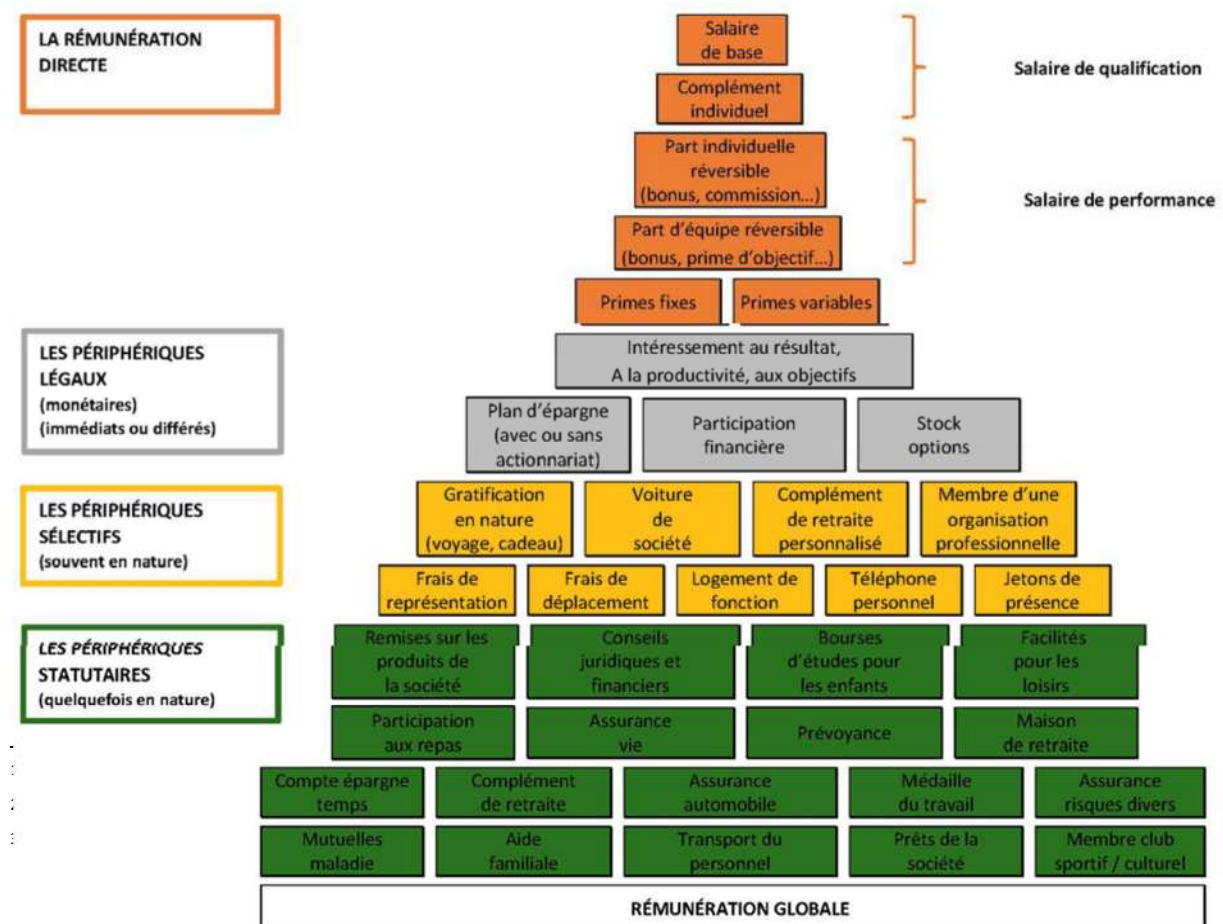 LA RÉMUNÉRATION
DIRECTE
Salaire
de base
Complément
individuel
Salaire de qualification
Part individuelle
réversible
(bonus, commission...)
Part d'équipe réversible
(bonus, prime d'objectif...)
Salaire de performance
Primes fixes
Primes variables
LES PÉRIPHÉRIQUES
LÉGAUX
(monétaires)
(immédiats ou différés)
Intéressement au résultat,
A la productivité, aux objectifs
Plan d'épargne
(avec ou sans
actionnariat)
Participation
financière
Stock
options
LES PÉRIPHÉRIQUES
SÉLECTIFS
(souvent en nature)
Gratification
en nature
(voyage, cadeau)
Voiture
de
société
Complément
de retraite
personnalisé
Membre d'une
organisation
professionnelle
Frais de
représentation
Frais de
déplacement
Logement de
fonction
Téléphone
personnel
Jetons de
présence
LES PÉRIPHÉRIQUES
STATUTAIRES
(quelquefois en nature)
Remises sur les
produits de
la société
Conseils
juridiques et
financiers
Bourses
d'études pour
les enfants
Facilités
pour les
loisirs
Participation
aux repas
Assurance
vie
Prévoyance
Maison
de retraite
Compte épargne
temps
Complément
de retraite
Assurance
automobile
Médaille
du travail
Assurance
risques divers
Mutuelles
maladie
Aide
familiale
Transport du
personnel
Prêts de la
société
Membre club
sportif / culturel
RÉMUNÉRATION GLOBALE